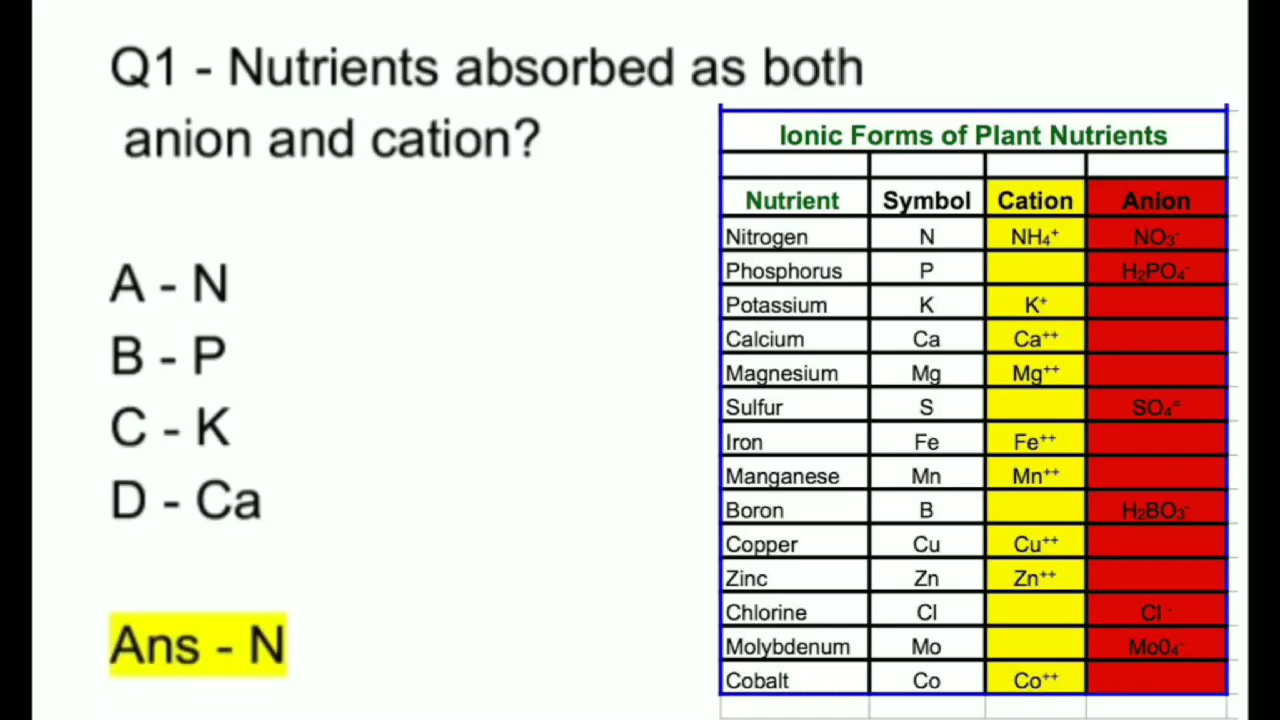 Q1 - Nutrients absorbed as both
anion and cation?
A - N
B - P
C - K
D - Ca
Ans - N
Ionic Forms of Plant Nutrients
Nutrient Symbol Cation Anion
Nitrogen N NH₄⁺ NO₃⁻
Phosphorus P H₂PO₄⁻
Potassium K K⁺
Calcium Ca Ca⁺⁺
Magnesium Mg Mg⁺⁺
Sulfur S SO₄⁼
Iron Fe Fe⁺⁺
Manganese Mn Mn⁺⁺
Boron B H₂BO₃⁻
Copper Cu Cu⁺⁺
Zinc Zn Zn⁺⁺
Chlorine Cl Cl ⁻
Molybdenum Mo Mo0₄⁻
Cobalt Co Co⁺⁺